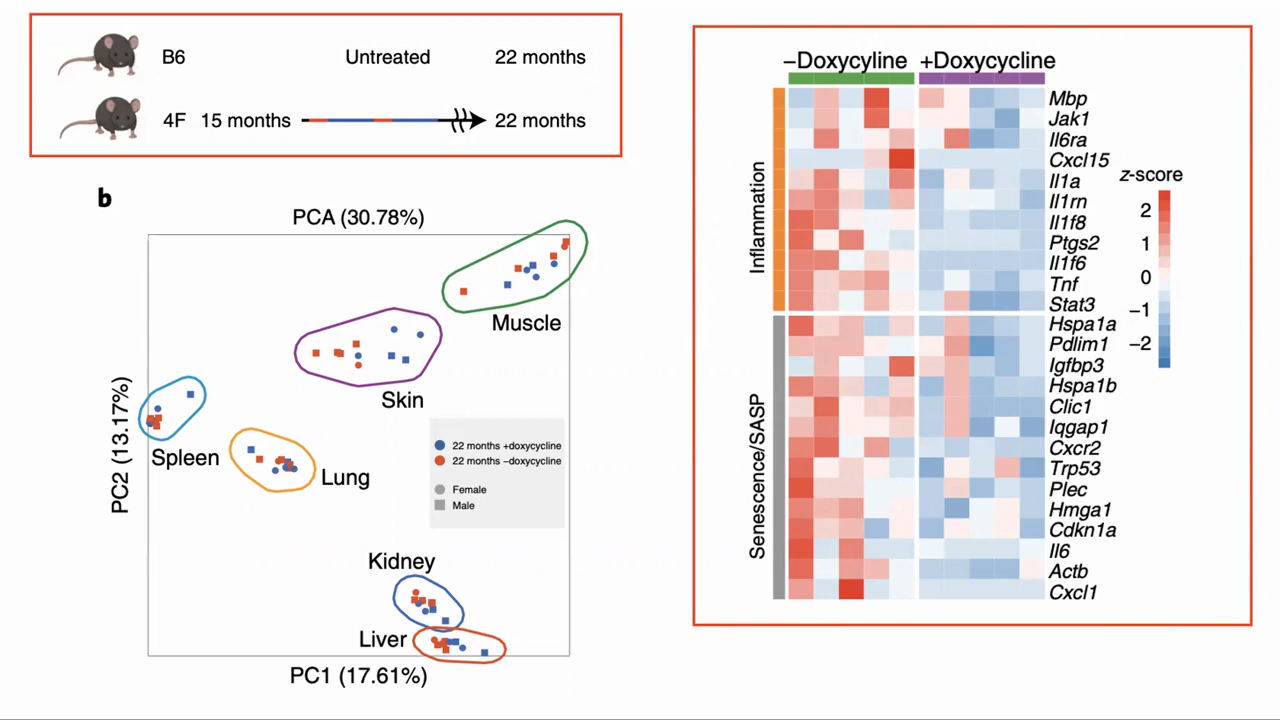 B6 Untreated 22 months
4F 15 months 22 months
b
PCA (30.78%)
PC2 (13.17%)
PC1 (17.61%)
Muscle
Skin
Spleen
Lung
Kidney
Liver
22 months +doxycycline
22 months −doxycycline
Female
Male
−Doxycyline +Doxycycline
Inflammation
Mbp
Jak1
Il6ra
Cxcl15
Il1a
Il1rn
Il1f8
Ptgs2
Il1f6
Tnf
Stat3
Senescence/SASP
Hspa1a
Pdlim1
Igfbp3
Hspa1b
Clic1
Iqgap1
Cxcr2
Trp53
Plec
Hmga1
Cdkn1a
Il6
Actb
Cxcl1
z-score
2
1
0
−1
−2